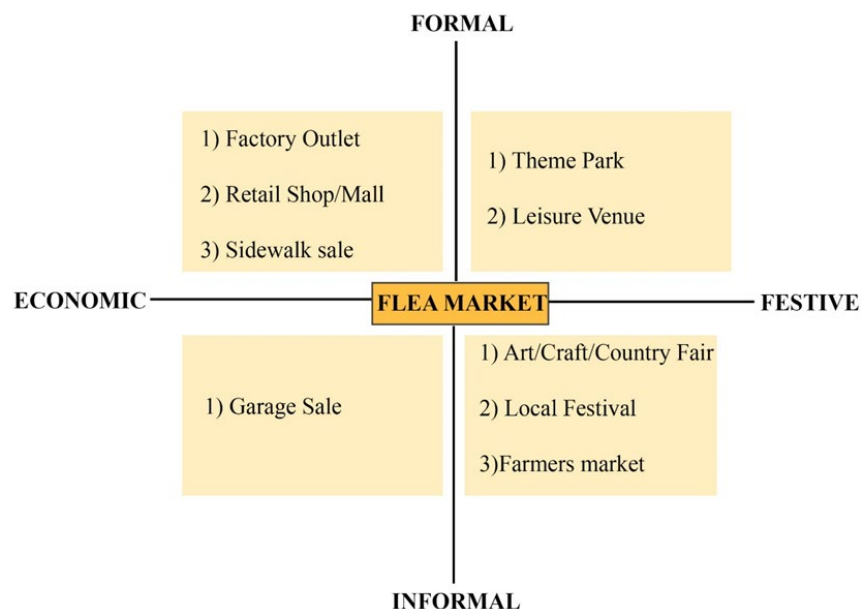 FORMAL
1) Factory Outlet
2) Retail Shop/Mall
3) Sidewalk sale
1) Theme Park
2) Leisure Venue
ECONOMIC
FLEA MARKET
FESTIVE
1) Garage Sale
1) Art/Craft/Country Fair
2) Local Festival
3)Farmers market
INFORMAL